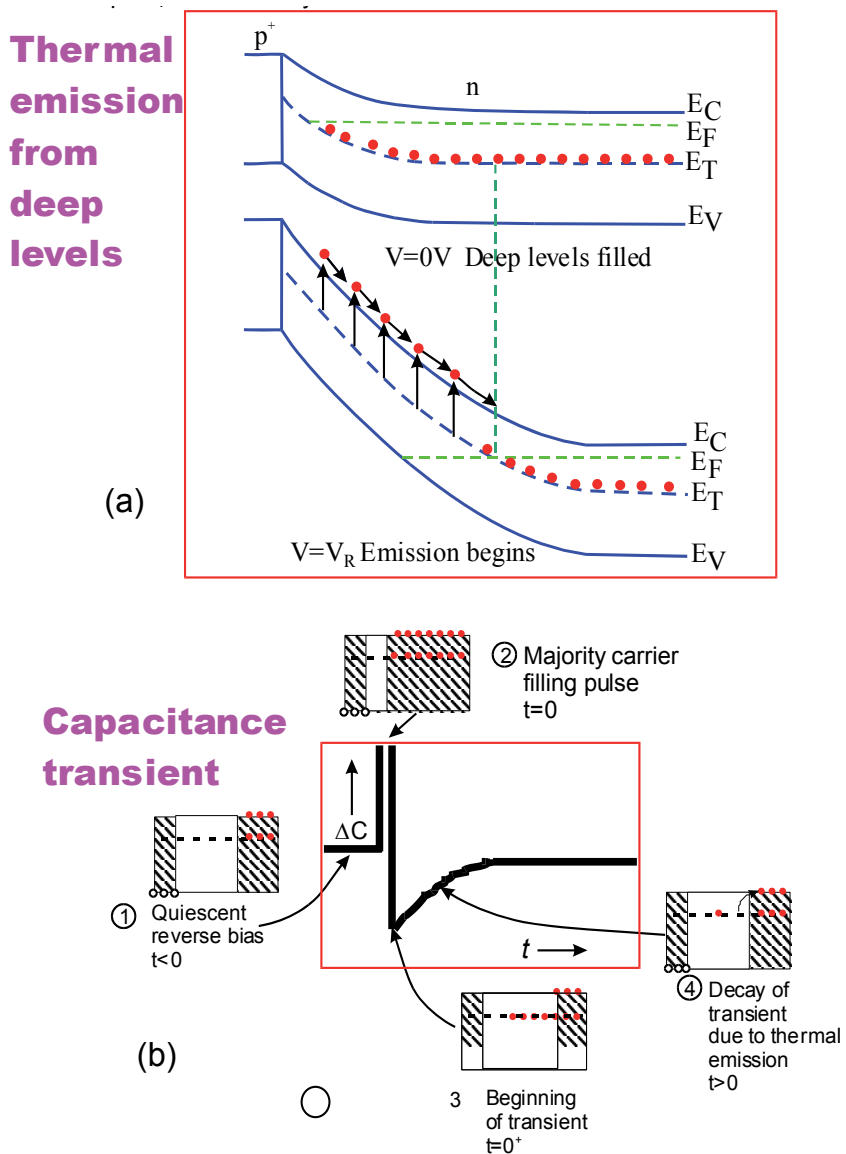 Thermal
emission
from
deep
levels
p+
n
EC
EF
ET
EV
V=0V Deep levels filled
EC
EF
ET
EV
V=VR Emission begins
(a)
② Majority carrier
filling pulse
t=0
Capacitance
transient
ΔC
① Quiescent
reverse bias
t<0
t
④ Decay of
transient
due to thermal
emission
t>0
(b)
3 Beginning
of transient
t=0+